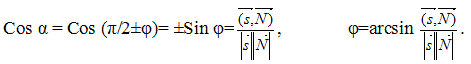 Cos α = Cos (π/2±φ)= ±Sin φ= (s,N) / |s||N| , φ=arcsin (s,N) / |s||N| .